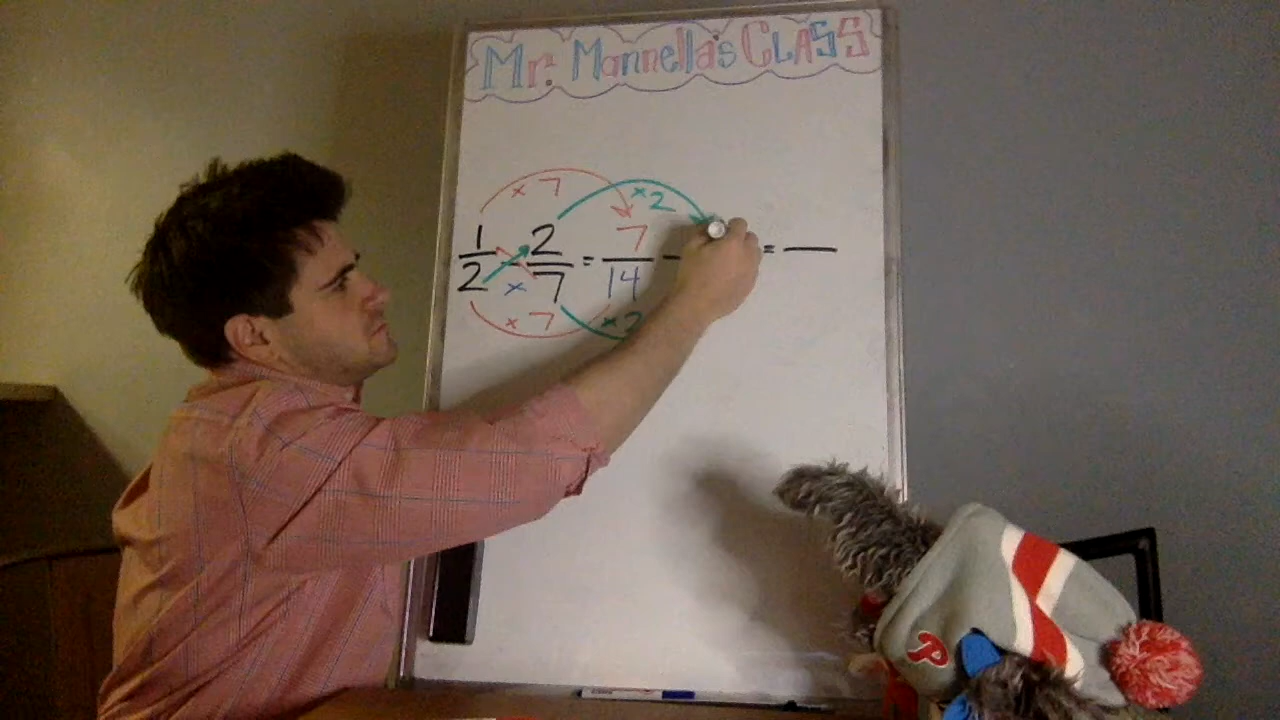 Mr. Mannella's CLASS
× 7 × 2
1/2 - 2/7 = 7/14 - = —
×
× 7 × 2
P